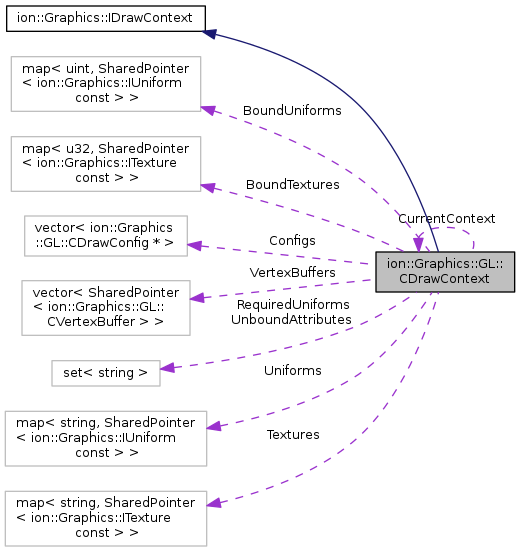 ion::Graphics::IDrawContext
map< uint, SharedPointer
< ion::Graphics::IUniform
const > >
BoundUniforms
map< u32, SharedPointer
< ion::Graphics::ITexture
const > >
BoundTextures
CurrentContext
vector< ion::Graphics
::GL::CDrawConfig * >
Configs
ion::Graphics::GL::
CDrawContext
VertexBuffers
vector< SharedPointer
< ion::Graphics::GL::
CVertexBuffer > >
RequiredUniforms
UnboundAttributes
set< string >
Uniforms
map< string, SharedPointer
< ion::Graphics::IUniform
const > >
Textures
map< string, SharedPointer
< ion::Graphics::ITexture
const > >